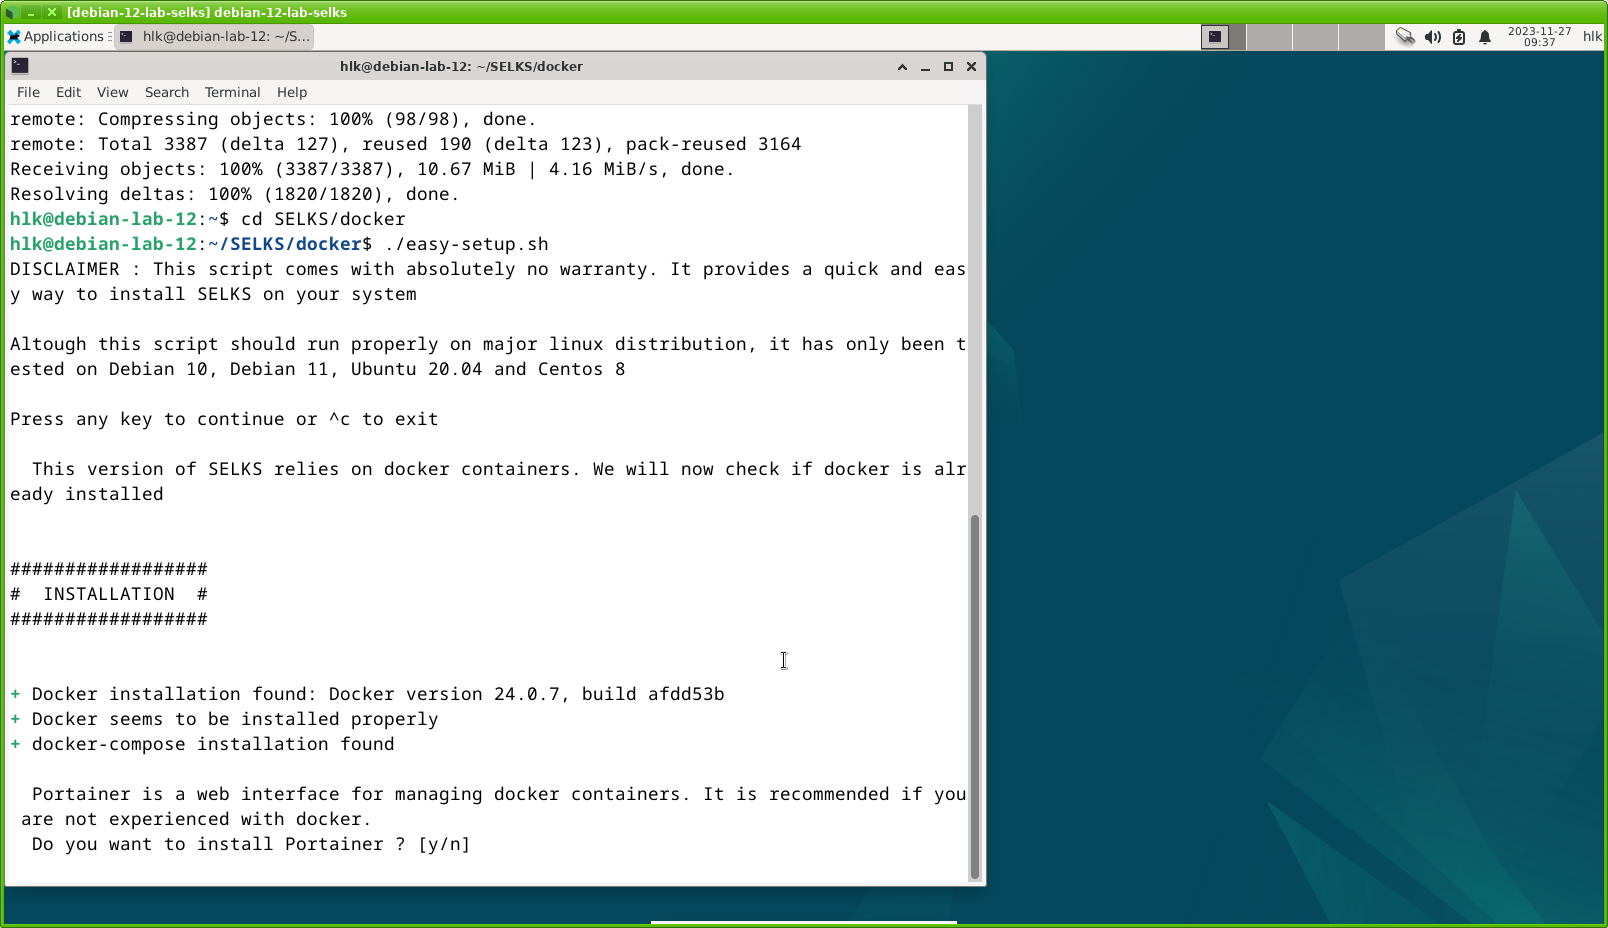 [debian-12-lab-selks] debian-12-lab-selks
Applications
hlk@debian-lab-12: ~/S...
2023-11-27
09:37
hlk
hlk@debian-lab-12: ~/SELKS/docker
File Edit View Search Terminal Help
remote: Compressing objects: 100% (98/98), done.
remote: Total 3387 (delta 127), reused 190 (delta 123), pack-reused 3164
Receiving objects: 100% (3387/3387), 10.67 MiB | 4.16 MiB/s, done.
Resolving deltas: 100% (1820/1820), done.
hlk@debian-lab-12:~$ cd SELKS/docker
hlk@debian-lab-12:~/SELKS/docker$ ./easy-setup.sh
DISCLAIMER : This script comes with absolutely no warranty. It provides a quick and eas
y way to install SELKS on your system
Altough this script should run properly on major linux distribution, it has only been t
ested on Debian 10, Debian 11, Ubuntu 20.04 and Centos 8
Press any key to continue or ^c to exit
This version of SELKS relies on docker containers. We will now check if docker is alr
eady installed
##################
#  INSTALLATION  #
##################
+ Docker installation found: Docker version 24.0.7, build afdd53b
+ Docker seems to be installed properly
+ docker-compose installation found
Portainer is a web interface for managing docker containers. It is recommended if you
are not experienced with docker.
Do you want to install Portainer ? [y/n]